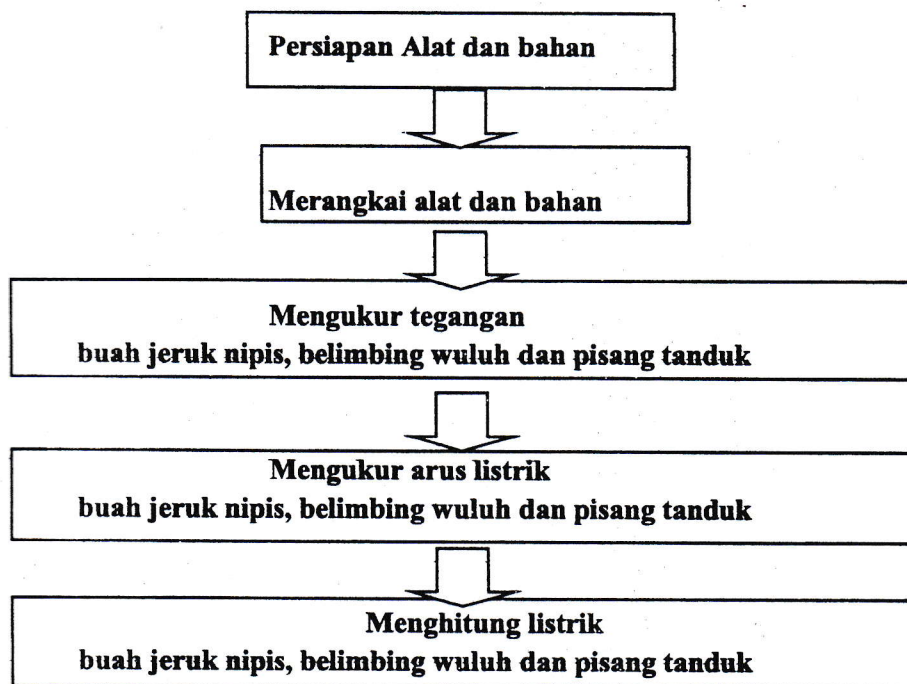 Persiapan Alat dan bahan
Merangkai alat dan bahan
Mengukur tegangan
buah jeruk nipis, belimbing wuluh dan pisang tanduk
Mengukur arus listrik
buah jeruk nipis, belimbing wuluh dan pisang tanduk
Menghitung listrik
buah jeruk nipis, belimbing wuluh dan pisang tanduk